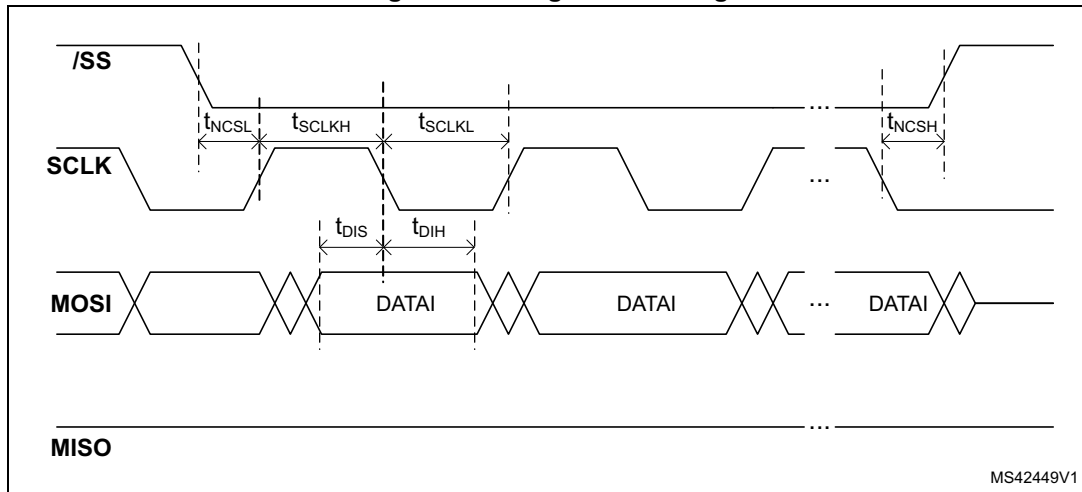 /SS
...
tNCSL tSCLKH tSCLKL tNCSH
SCLK
...
tDIS tDIH
MOSI DATAI DATAI ... DATAI
...
MISO
MS42449V1